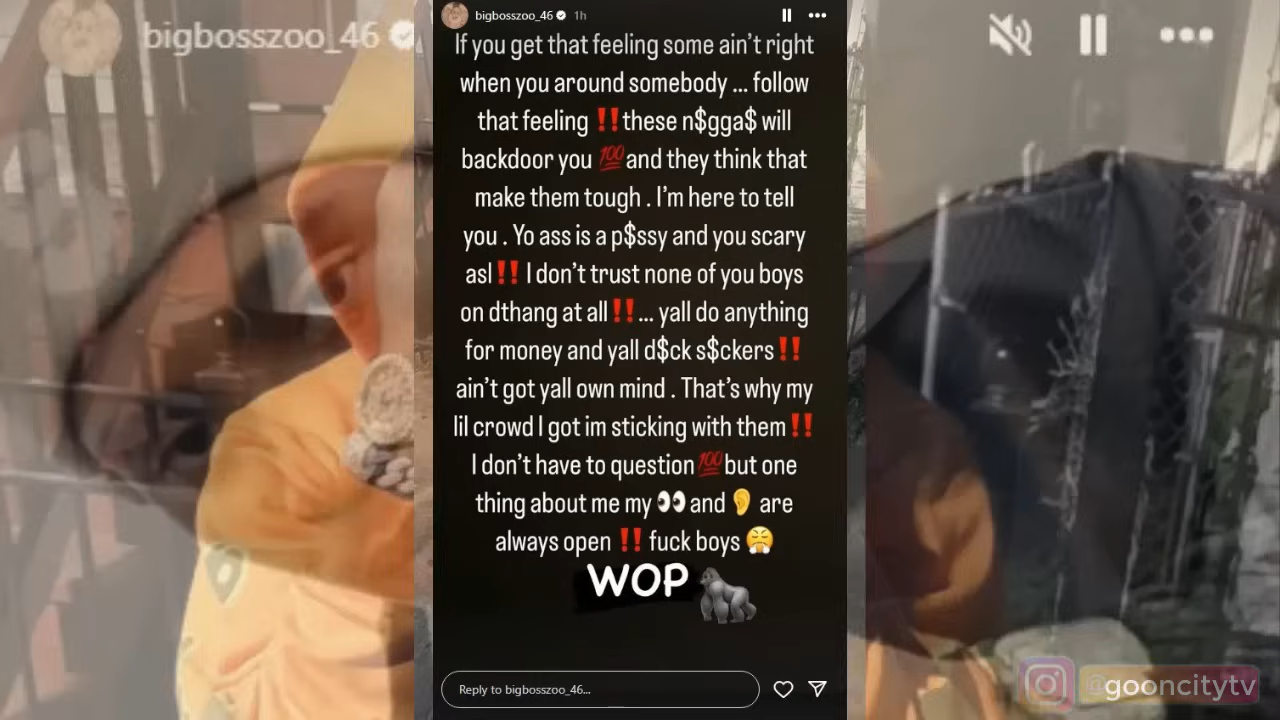 bigbosszoo_46
bigbosszoo_46 1h
If you get that feeling some ain't right
when you around somebody ... follow
that feeling ‼️these n$gga$ will
backdoor you 💯and they think that
make them tough . I'm here to tell
you . Yo ass is a p$ssy and you scary
asl‼️ I don't trust none of you boys
on dthang at all‼️... yall do anything
for money and yall d$ck s$ckers‼️
ain't got yall own mind . That's why my
lil crowd I got im sticking with them‼️
I don't have to question💯but one
thing about me my 👀and👂are
always open ‼️ fuck boys 😤
WOP🦍
Reply to bigbosszoo_46...
@gooncitytv